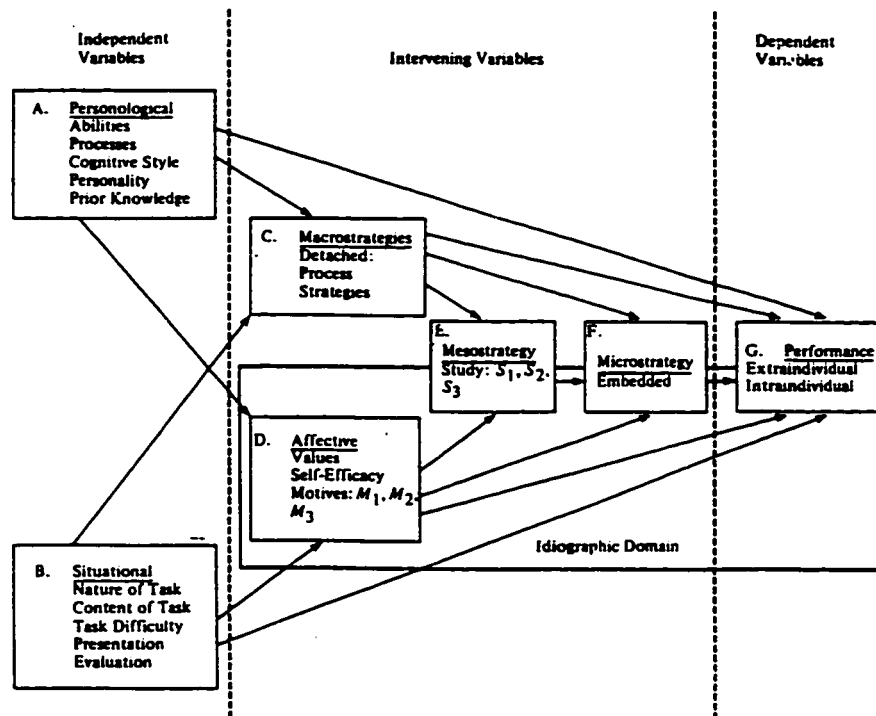 Independent
Variables
Intervening Variables
Dependent
Variables
A. Personological
Abilities
Processes
Cognitive Style
Personality
Prior Knowledge
C. Macrostrategies
Detached:
Process
Strategies
E.
Mesostrategy
Study: S1, S2,
S3
F.
Microstrategy
Embedded
G. Performance
Extraindividual
Intraindividual
D. Affective
Values
Self-Efficacy
Motives: M1, M2,
M3
Idiographic Domain
B. Situational
Nature of Task
Content of Task
Task Difficulty
Presentation
Evaluation